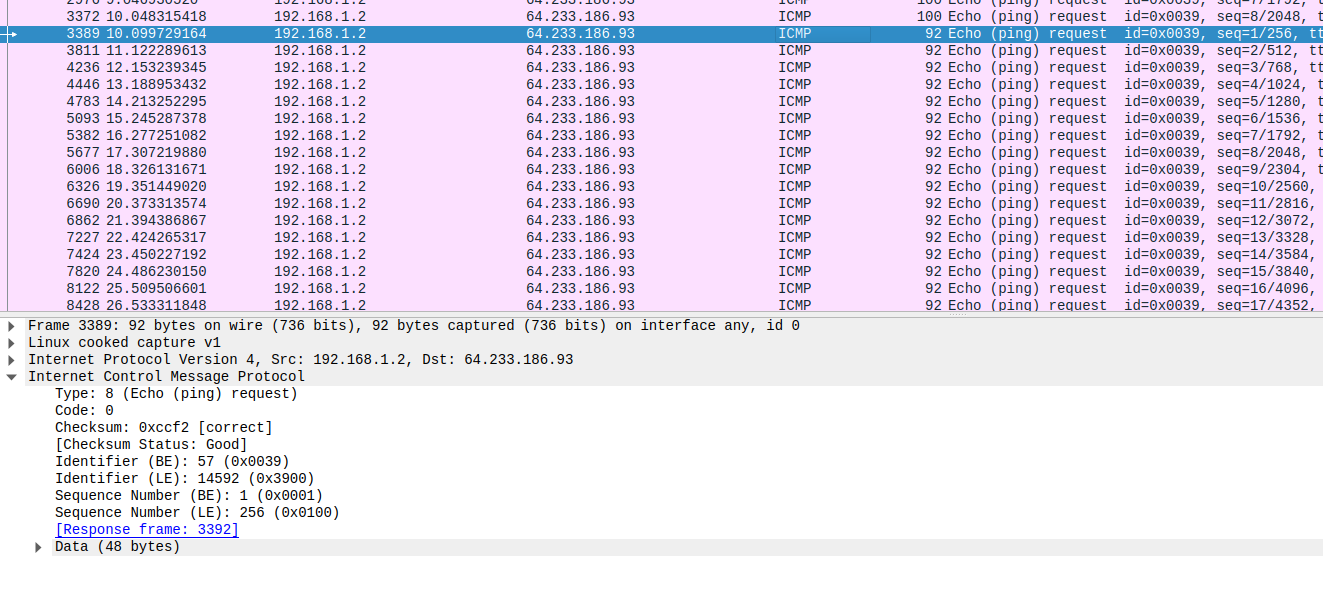 2976 9.046930320 192.168.1.2 64.233.186.93 ICMP 100 Echo (ping) request id=0x0039, seq=7/1792,
3372 10.048315418 192.168.1.2 64.233.186.93 ICMP 100 Echo (ping) request id=0x0039, seq=8/2048, t
3389 10.099729164 192.168.1.2 64.233.186.93 ICMP 92 Echo (ping) request id=0x0039, seq=1/256, tt
3811 11.122289613 192.168.1.2 64.233.186.93 ICMP 92 Echo (ping) request id=0x0039, seq=2/512, tt
4236 12.153239345 192.168.1.2 64.233.186.93 ICMP 92 Echo (ping) request id=0x0039, seq=3/768, tt
4446 13.188953432 192.168.1.2 64.233.186.93 ICMP 92 Echo (ping) request id=0x0039, seq=4/1024, t
4783 14.213252295 192.168.1.2 64.233.186.93 ICMP 92 Echo (ping) request id=0x0039, seq=5/1280, t
5093 15.245287378 192.168.1.2 64.233.186.93 ICMP 92 Echo (ping) request id=0x0039, seq=6/1536, t
5382 16.277251082 192.168.1.2 64.233.186.93 ICMP 92 Echo (ping) request id=0x0039, seq=7/1792, t
5677 17.307219880 192.168.1.2 64.233.186.93 ICMP 92 Echo (ping) request id=0x0039, seq=8/2048, t
6006 18.326131671 192.168.1.2 64.233.186.93 ICMP 92 Echo (ping) request id=0x0039, seq=9/2304, t
6326 19.351449020 192.168.1.2 64.233.186.93 ICMP 92 Echo (ping) request id=0x0039, seq=10/2560,
6690 20.373313574 192.168.1.2 64.233.186.93 ICMP 92 Echo (ping) request id=0x0039, seq=11/2816,
6862 21.394386867 192.168.1.2 64.233.186.93 ICMP 92 Echo (ping) request id=0x0039, seq=12/3072,
7227 22.424265317 192.168.1.2 64.233.186.93 ICMP 92 Echo (ping) request id=0x0039, seq=13/3328,
7424 23.450227192 192.168.1.2 64.233.186.93 ICMP 92 Echo (ping) request id=0x0039, seq=14/3584,
7820 24.486230150 192.168.1.2 64.233.186.93 ICMP 92 Echo (ping) request id=0x0039, seq=15/3840,
8122 25.509506601 192.168.1.2 64.233.186.93 ICMP 92 Echo (ping) request id=0x0039, seq=16/4096,
8428 26.533311848 192.168.1.2 64.233.186.93 ICMP 92 Echo (ping) request id=0x0039, seq=17/4352,
Frame 3389: 92 bytes on wire (736 bits), 92 bytes captured (736 bits) on interface any, id 0
Linux cooked capture v1
Internet Protocol Version 4, Src: 192.168.1.2, Dst: 64.233.186.93
Internet Control Message Protocol
Type: 8 (Echo (ping) request)
Code: 0
Checksum: 0xccf2 [correct]
[Checksum Status: Good]
Identifier (BE): 57 (0x0039)
Identifier (LE): 14592 (0x3900)
Sequence Number (BE): 1 (0x0001)
Sequence Number (LE): 256 (0x0100)
[Response frame: 3392]
Data (48 bytes)